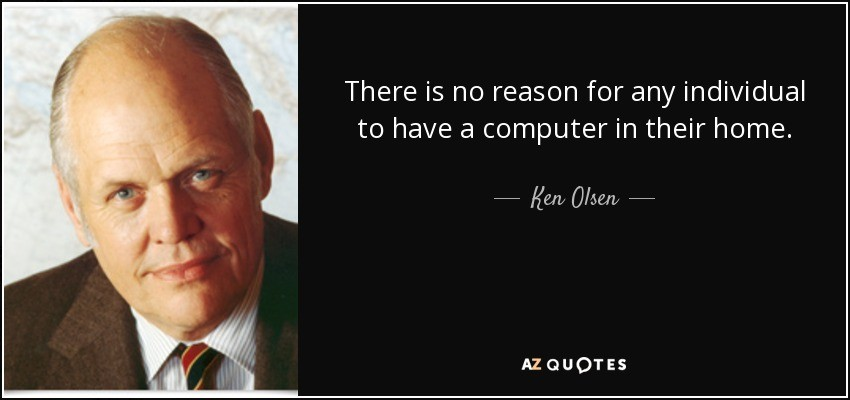 There is no reason for any individual
to have a computer in their home.
Ken Olsen
AZ QUOTES